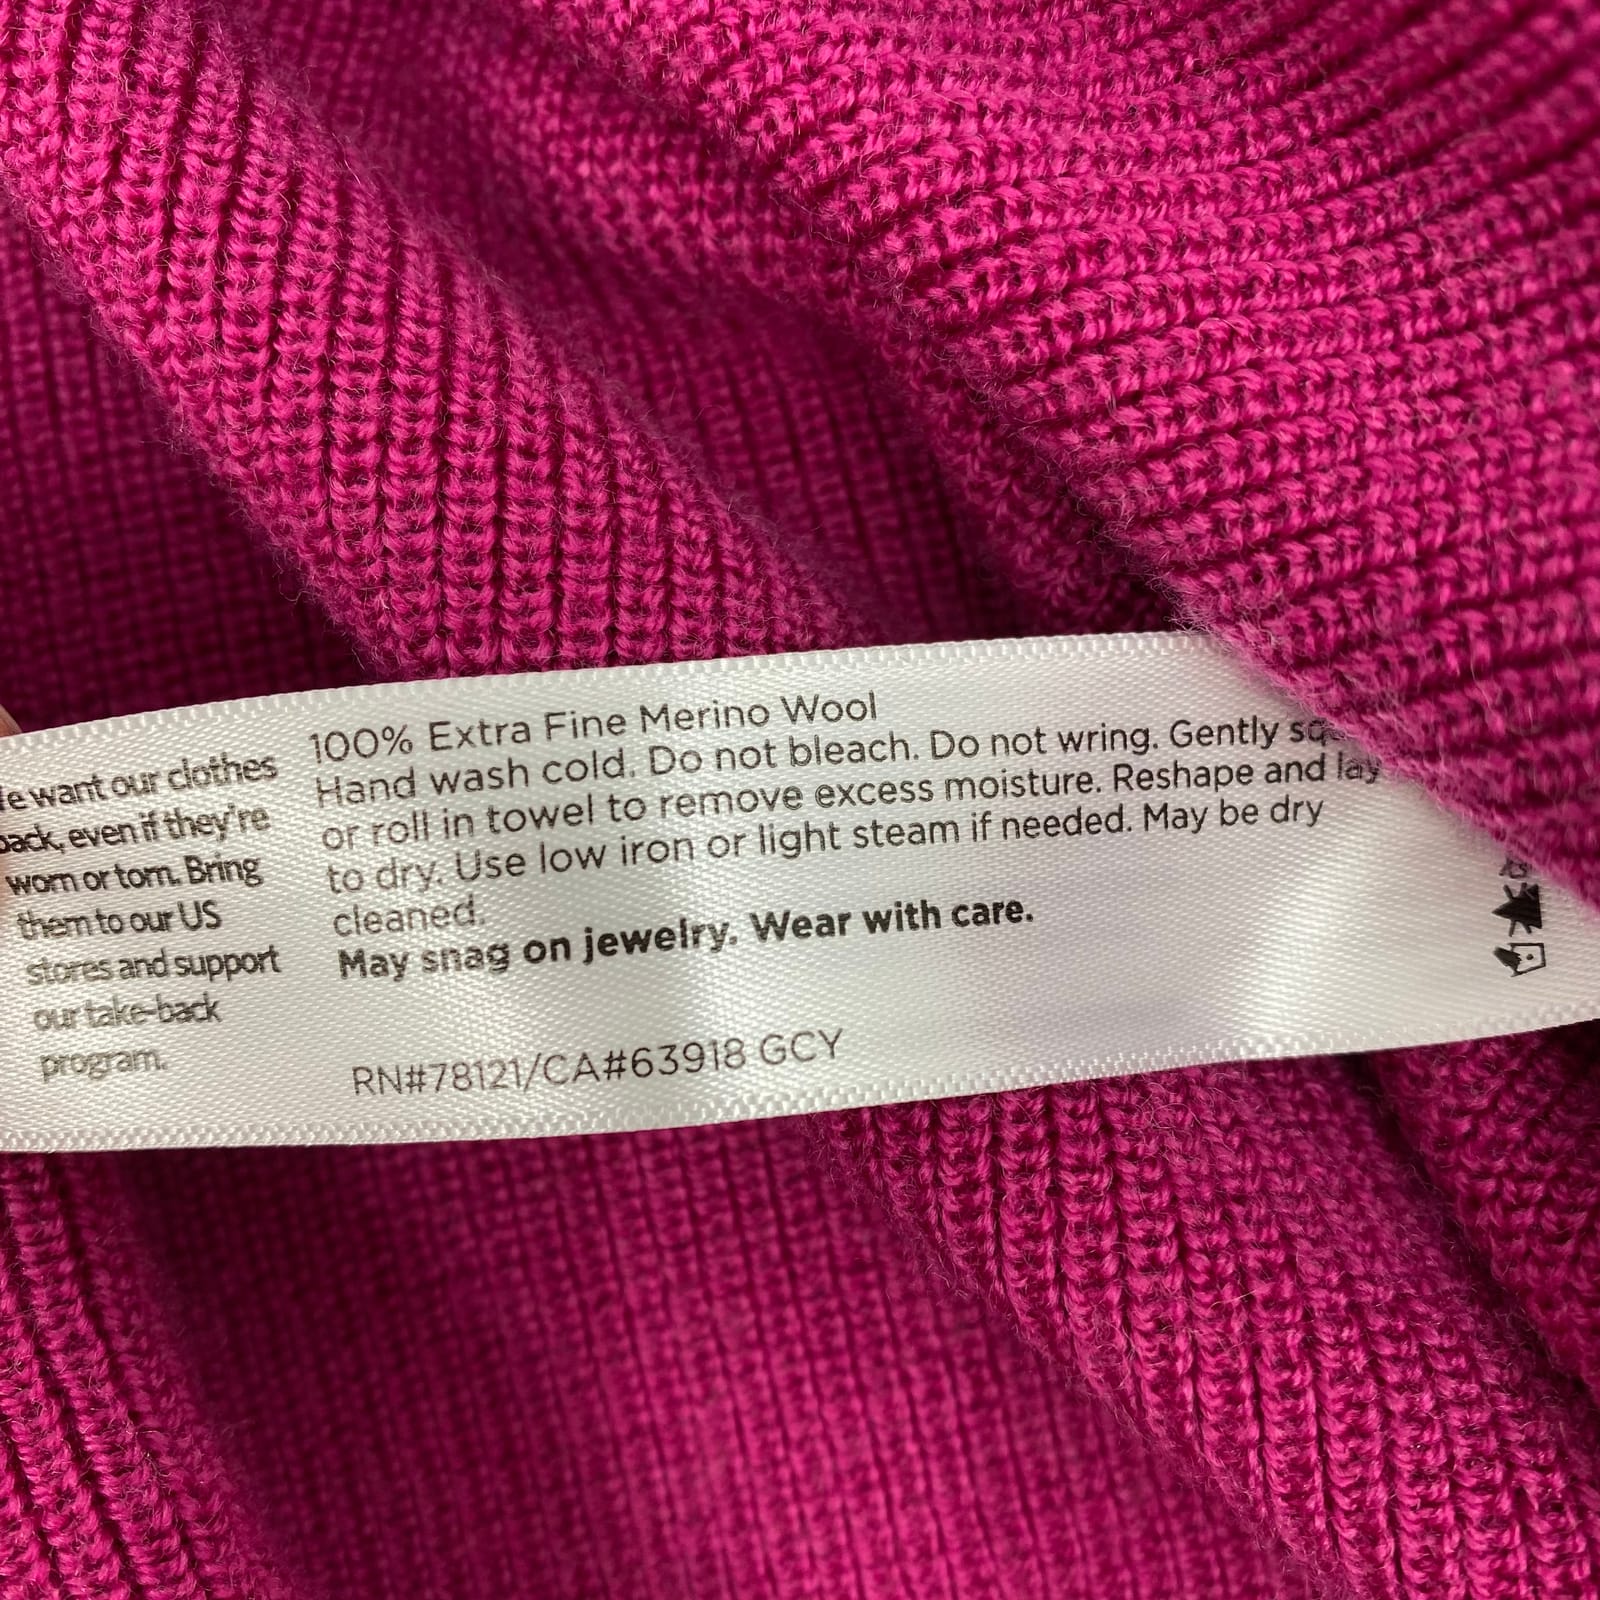 want our clothes
back, even if they're
worn or torn. Bring
them to our US
stores and support
our take-back
program.
100% Extra Fine Merino Wool
Hand wash cold. Do not bleach. Do not wring. Gently
or roll in towel to remove excess moisture. Reshape and lay
to dry. Use low iron or light steam if needed. May be dry
cleaned.
May snag on jewelry. Wear with care.
RN#78121/CA#63918 GCY